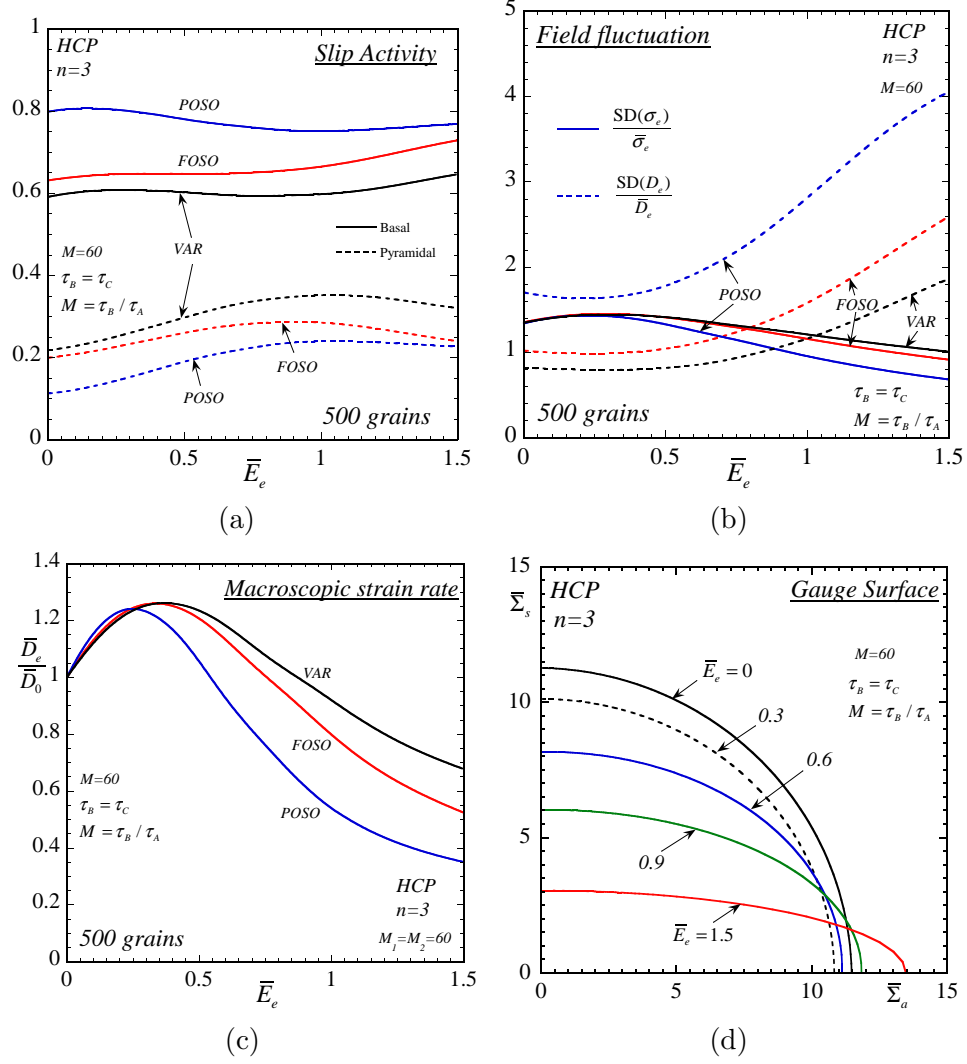 HCP
n=3
Slip Activity
POSO
FOSO
VAR
Basal
Pyramidal
M=60
τ_B = τ_C
M = τ_B / τ_A
FOSO
POSO
500 grains
0
0.2
0.4
0.6
0.8
1
0
0.5
1
1.5
E̅_e
(a)
Field fluctuation
HCP
n=3
M=60
SD(σ_e)
σ̅_e
SD(D_e)
D̅_e
POSO
FOSO
VAR
500 grains
τ_B = τ_C
M = τ_B / τ_A
0
1
2
3
4
5
0
0.5
1
1.5
E̅_e
(b)
Macroscopic strain rate
D̅_e
D̅_0
VAR
FOSO
POSO
M=60
τ_B = τ_C
M = τ_B / τ_A
HCP
n=3
500 grains
M_1=M_2=60
0
0.2
0.4
0.6
0.8
1
1.2
1.4
0
0.5
1
1.5
E̅_e
(c)
HCP
n=3
Gauge Surface
M=60
τ_B = τ_C
M = τ_B / τ_A
E̅_e = 0
0.3
0.6
0.9
E̅_e = 1.5
Σ̅_s
0
5
10
15
0
5
10
Σ̅_a
15
(d)